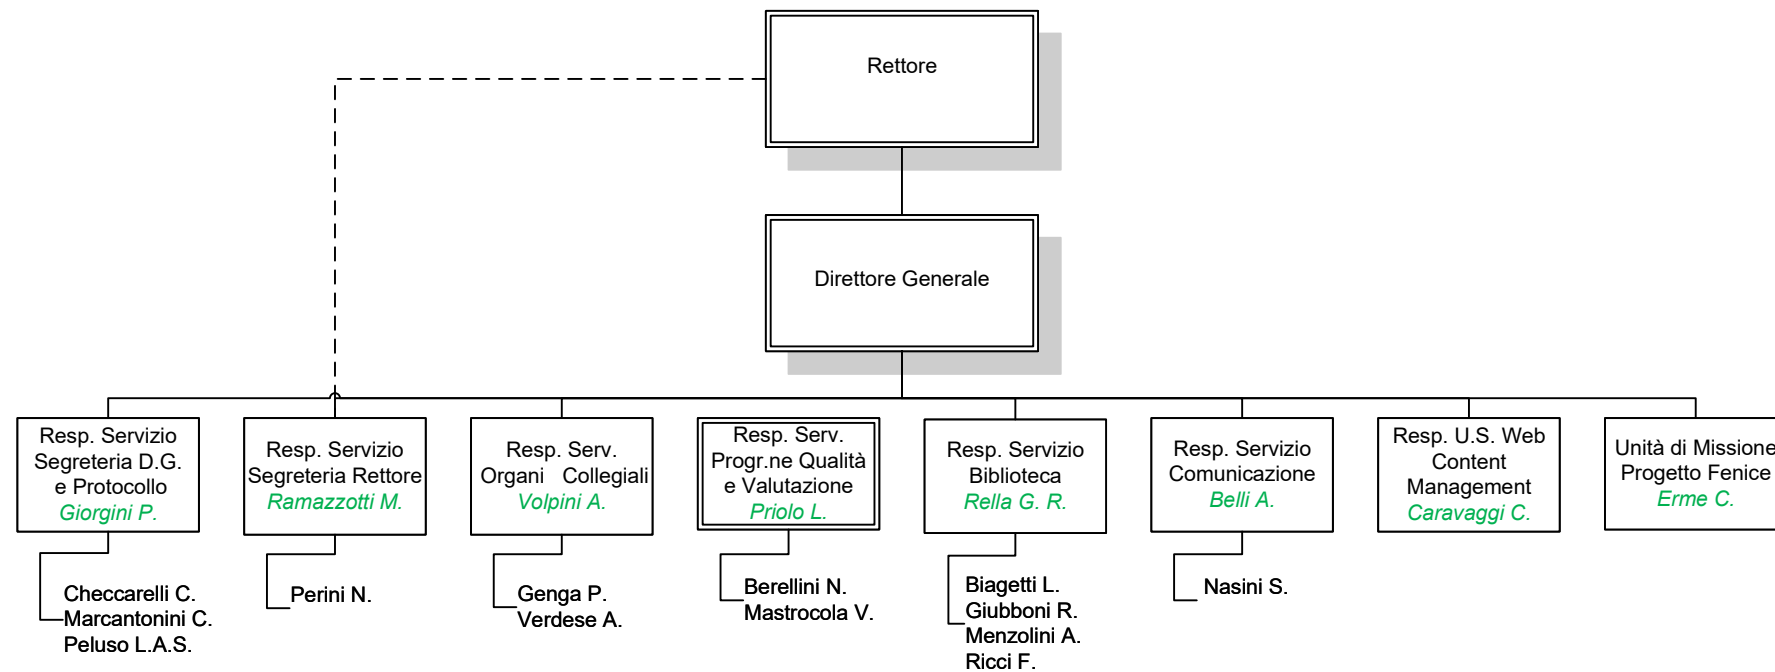 Rettore
Direttore Generale
Resp. Servizio
Segreteria D.G.
e Protocollo
Giorgini P.
Resp. Servizio
Segreteria Rettore
Ramazzotti M.
Resp. Serv.
Organi Collegiali
Volpini A.
Resp. Serv.
Progr.ne Qualità
e Valutazione
Priolo L.
Resp. Servizio
Biblioteca
Rella G. R.
Resp. Servizio
Comunicazione
Belli A.
Resp. U.S. Web
Content
Management
Caravaggi C.
Unità di Missione
Progetto Fenice
Erme C.
Checcarelli C.
Marcantonini C.
Peluso L.A.S.
Perini N.
Genga P.
Verdese A.
Berellini N.
Mastrocola V.
Biagetti L.
Giubboni R.
Menzolini A.
Ricci F.
Nasini S.